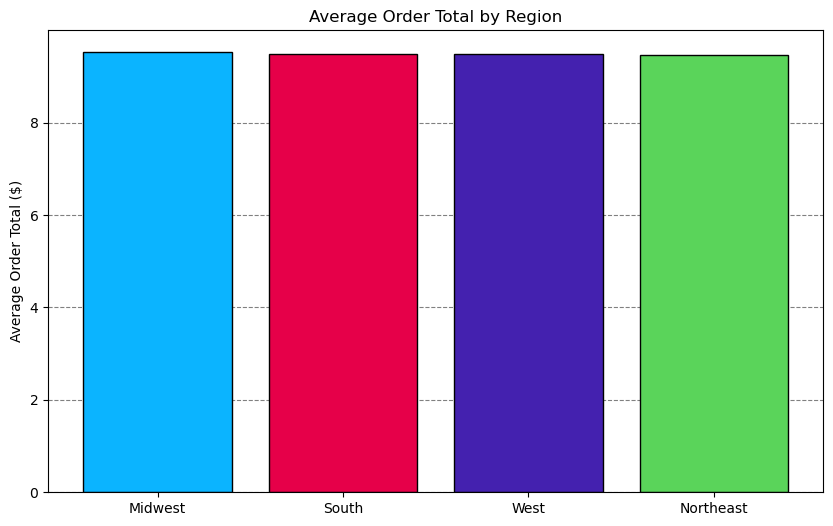 Average Order Total by Region
Average Order Total ($)
8
6
4
2
0
Midwest
South
West
Northeast